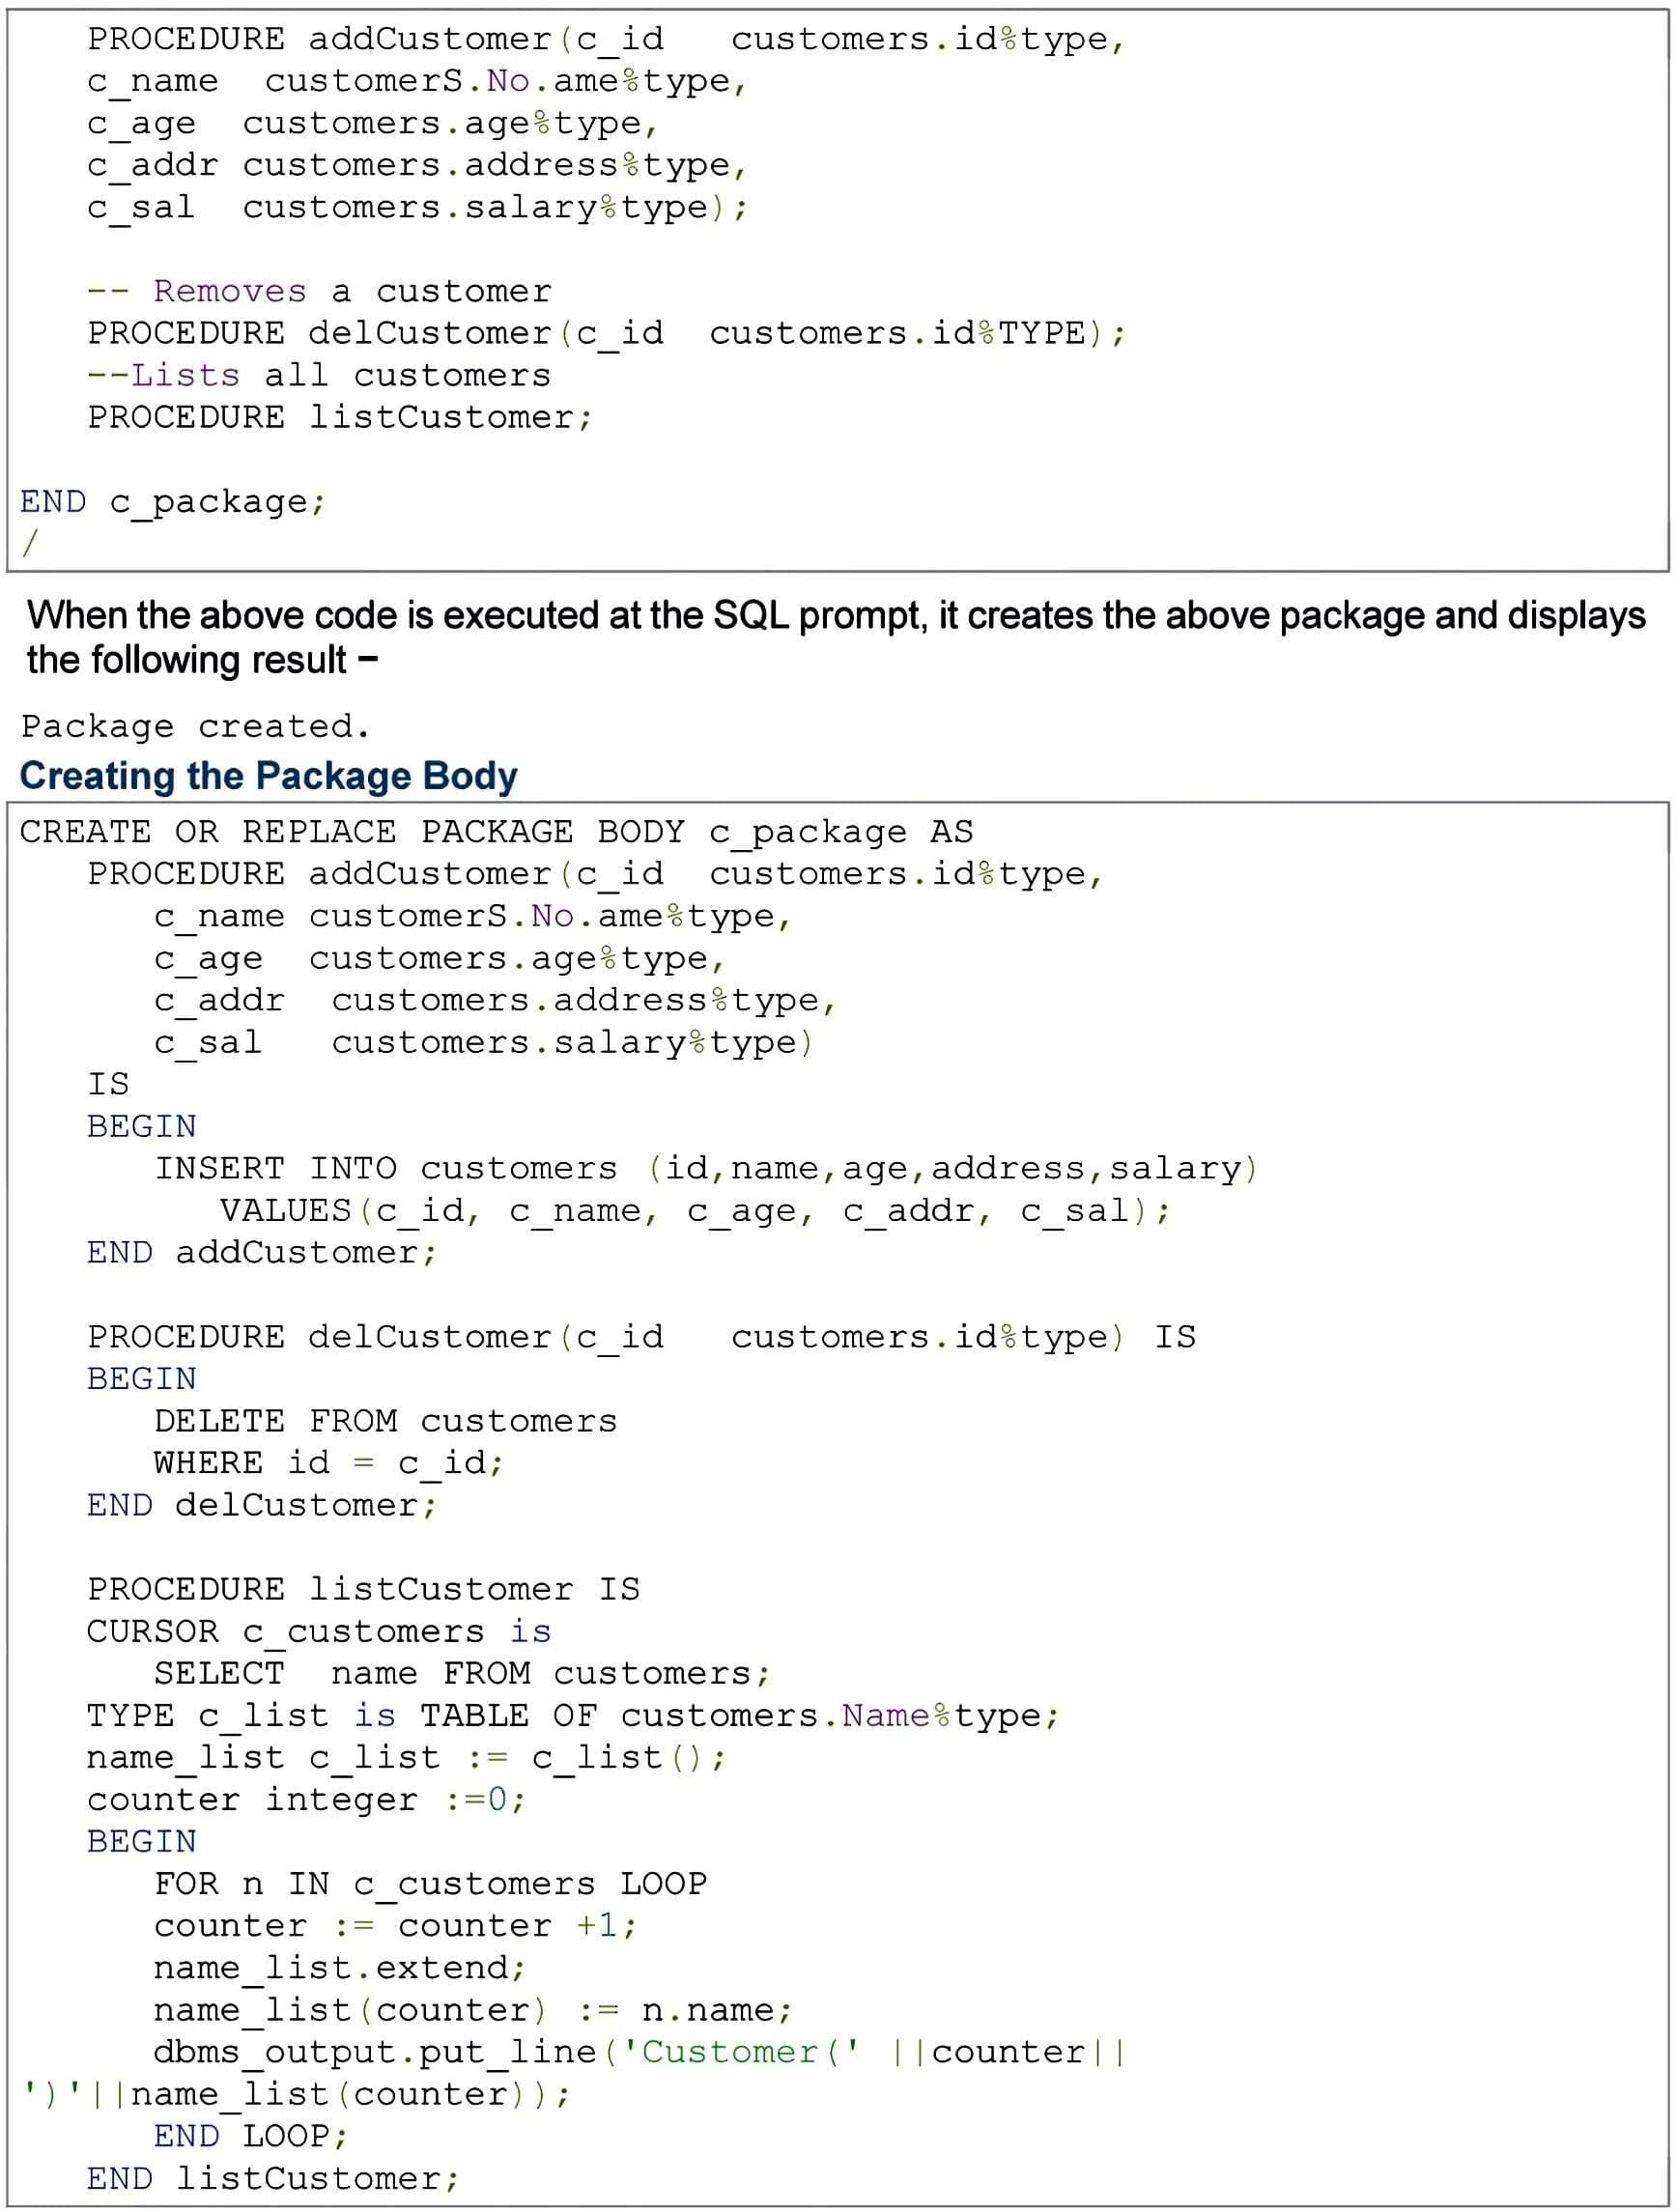 PROCEDURE addCustomer(c_id   customers.id%type,
c_name  customerS.No.ame%type,
c_age  customers.age%type,
c_addr customers.address%type,
c_sal  customers.salary%type);
-- Removes a customer
PROCEDURE delCustomer(c_id  customers.id%TYPE);
--Lists all customers
PROCEDURE listCustomer;
END c_package;
/
When the above code is executed at the SQL prompt, it creates the above package and displays
the following result −
Package created.
Creating the Package Body
CREATE OR REPLACE PACKAGE BODY c_package AS
PROCEDURE addCustomer(c_id  customers.id%type,
c_name customerS.No.ame%type,
c_age  customers.age%type,
c_addr  customers.address%type,
c_sal   customers.salary%type)
IS
BEGIN
INSERT INTO customers (id,name,age,address,salary)
VALUES(c_id, c_name, c_age, c_addr, c_sal);
END addCustomer;
PROCEDURE delCustomer(c_id   customers.id%type) IS
BEGIN
DELETE FROM customers
WHERE id = c_id;
END delCustomer;
PROCEDURE listCustomer IS
CURSOR c_customers is
SELECT  name FROM customers;
TYPE c_list is TABLE OF customers.Name%type;
name_list c_list := c_list();
counter integer :=0;
BEGIN
FOR n IN c_customers LOOP
counter := counter +1;
name_list.extend;
name_list(counter) := n.name;
dbms_output.put_line('Customer(' ||counter||
')'||name_list(counter));
END LOOP;
END listCustomer;